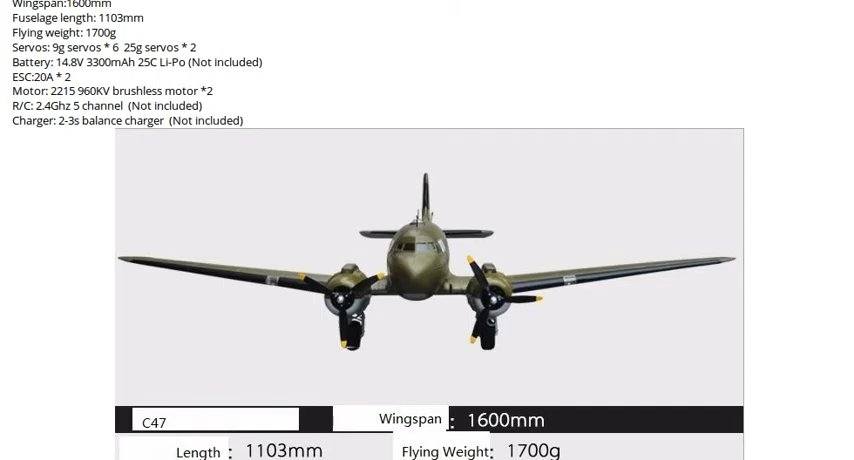 Wingspan:1600mm
Fuselage length: 1103mm
Flying weight: 1700g
Servos: 9g servos * 6  25g servos * 2
Battery: 14.8V 3300mAh 25C Li-Po (Not included)
ESC:20A * 2
Motor: 2215 960KV brushless motor *2
R/C: 2.4Ghz 5 channel  (Not included)
Charger: 2-3s balance charger  (Not included)
C47 Wingspan : 1600mm
Length : 1103mm Flying Weight: 1700g